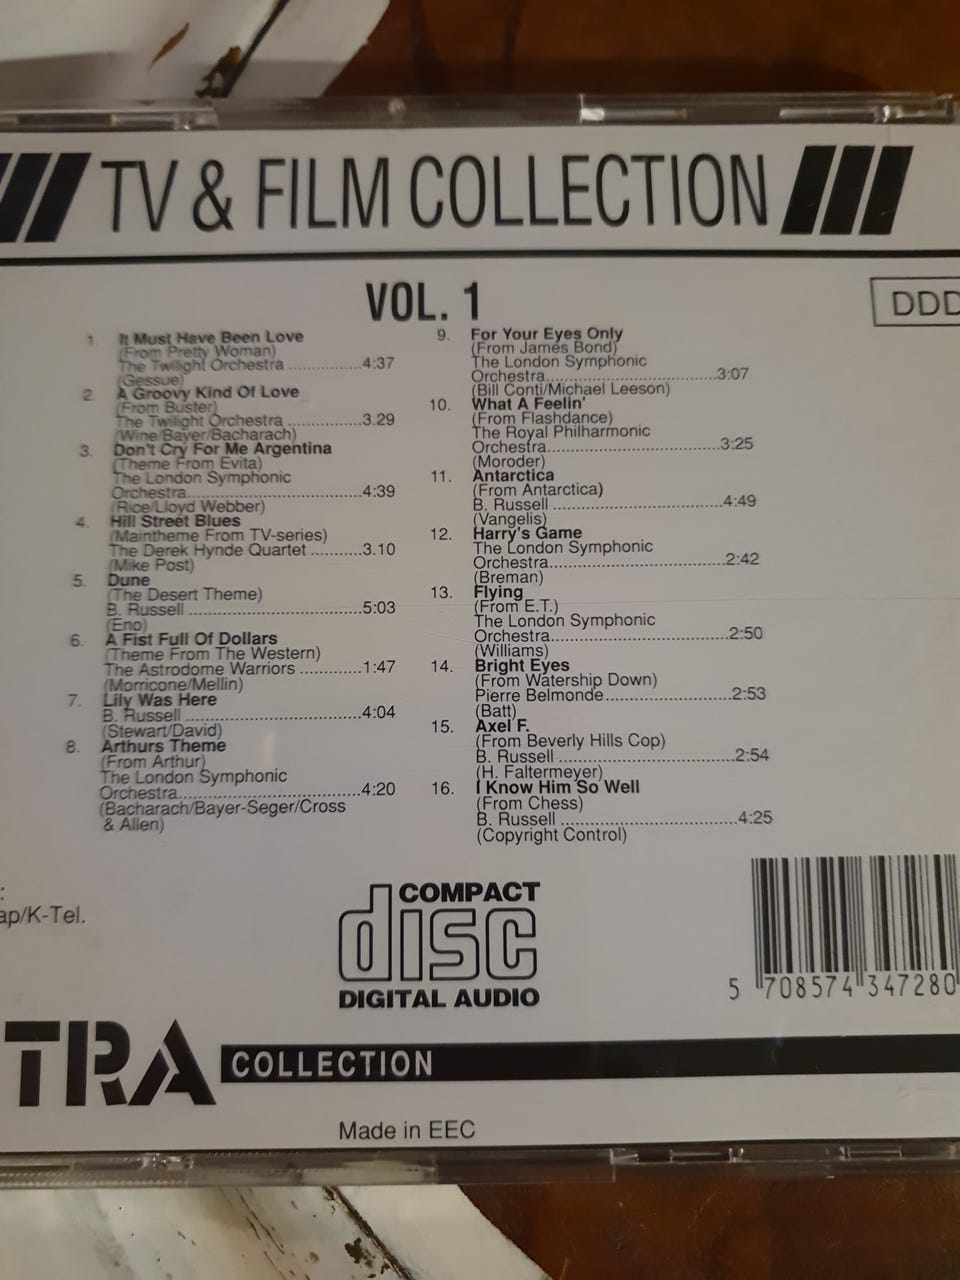 TV & FILM COLLECTION
VOL. 1
DDD
1. It Must Have Been Love
(From Pretty Woman)
The Twilight Orchestra ..............4:37
(Gessue)
2. A Groovy Kind Of Love
(From Buster)
The Twilight Orchestra ..............3.29
(Wine/Bayer/Bacharach)
3. Don't Cry For Me Argentina
(Theme From Evita)
The London Symphonic
Orchestra.................................4:39
(Rice/Lloyd Webber)
4. Hill Street Blues
(Maintheme From TV-series)
The Derek Hynde Quartet ..........3.10
(Mike Post)
5. Dune
(The Desert Theme)
B. Russell .................................5:03
(Eno)
6. A Fist Full Of Dollars
(Theme From The Western)
The Astrodome Warriors ............1:47
(Morricone/Mellin)
7. Lily Was Here
B. Russell .................................4:04
(Stewart/David)
8. Arthurs Theme
(From Arthur)
The London Symphonic
Orchestra..................................4:20
(Bacharach/Bayer-Seger/Cross
& Allen)
9. For Your Eyes Only
(From James Bond)
The London Symphonic
Orchestra................................3:07
(Bill Conti/Michael Leeson)
10. What A Feelin'
(From Flashdance)
The Royal Philharmonic
Orchestra................................3:25
(Moroder)
11. Antarctica
(From Antarctica)
B. Russell ...............................4:49
(Vangelis)
12. Harry's Game
The London Symphonic
Orchestra................................2:42
(Breman)
13. Flying
(From E.T.)
The London Symphonic
Orchestra................................2:50
(Williams)
14. Bright Eyes
(From Watership Down)
Pierre Belmonde.......................2:53
(Batt)
15. Axel F.
(From Beverly Hills Cop)
B. Russell ................................2:54
(H. Faltermeyer)
16. I Know Him So Well
(From Chess)
B. Russell ................................4:25
(Copyright Control)
ap/K-Tel.
COMPACT
disc
DIGITAL AUDIO
5 708574 347280
TRA COLLECTION
Made in EEC